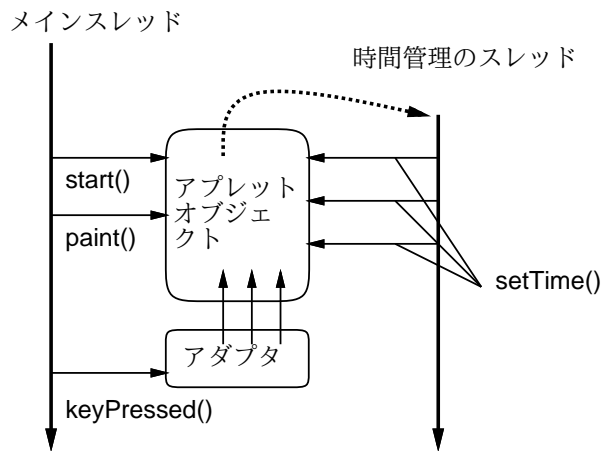 メインスレッド
時間管理のスレッド
start()
アプレット
オブジェ
クト
paint()
setTime()
アダプタ
keyPressed()